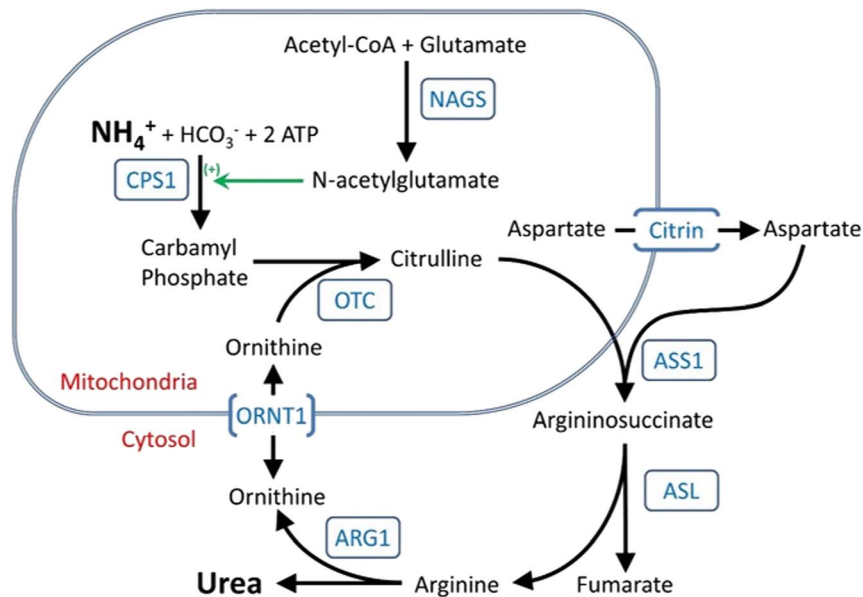 Acetyl-CoA + Glutamate
NAGS
NH₄⁺ + HCO₃⁻ + 2 ATP
CPS1
(+)
N-acetylglutamate
Aspartate
Citrin
Aspartate
Carbamyl
Phosphate
Citrulline
OTC
Ornithine
ASS1
Mitochondria
ORNT1
Cytosol
Argininosuccinate
Ornithine
ASL
ARG1
Urea
Arginine
Fumarate